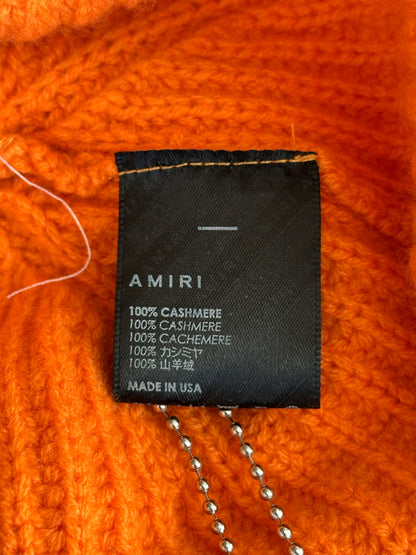 AMIRI
100% CASHMERE
100% CASHMERE
100% CACHEMERE
100% カシミヤ
100% 山羊绒
MADE IN USA